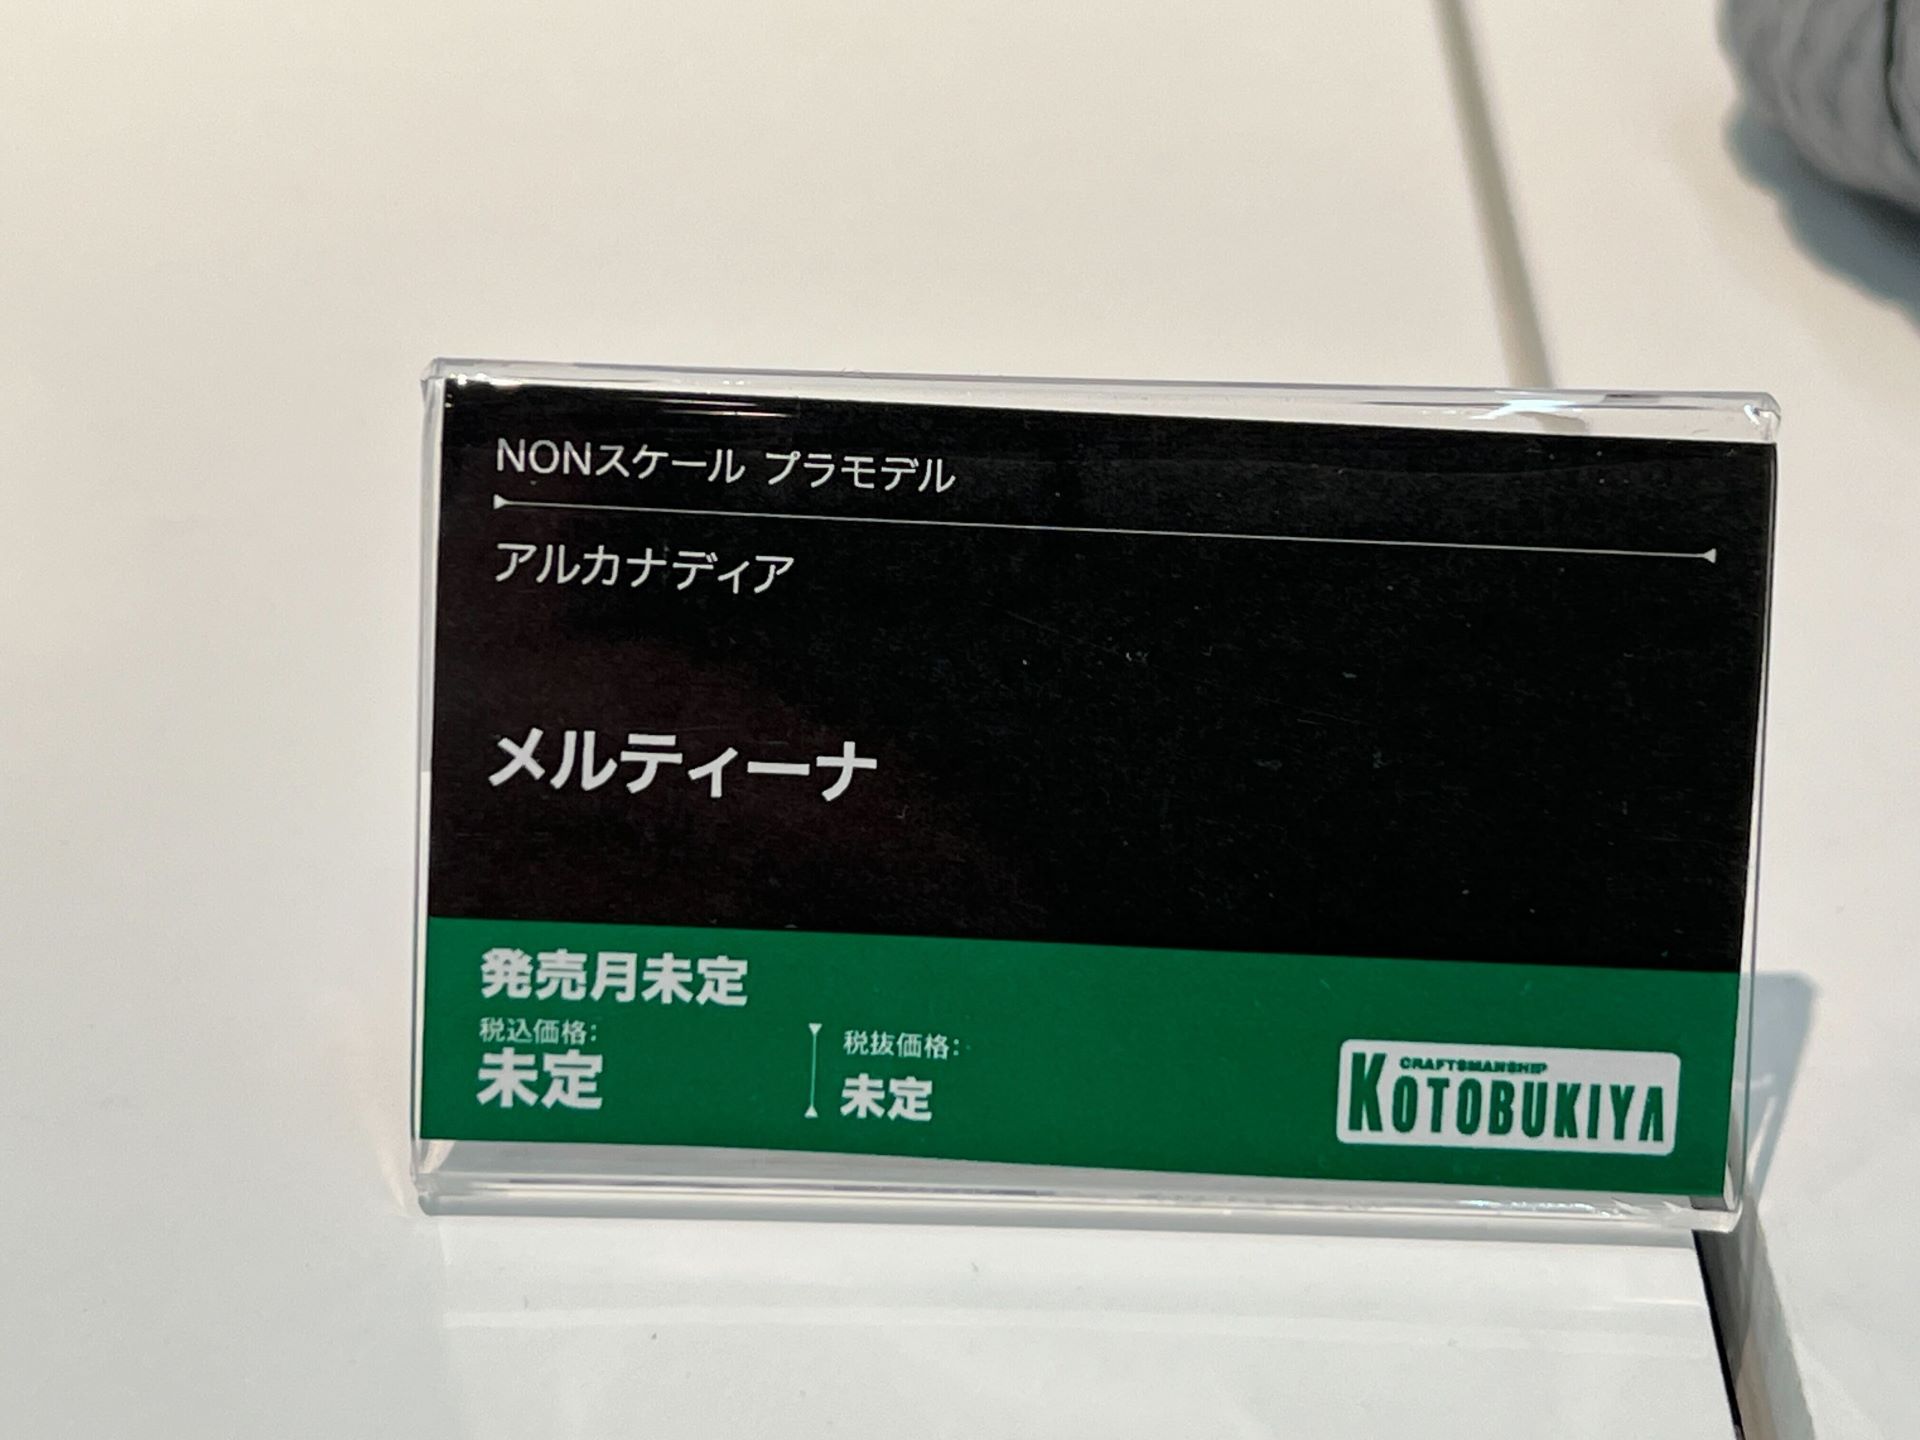 NONスケール プラモデル
アルカナディア
メルティーナ
発売月未定
税込価格:
未定
税抜価格:
未定
CRAFTSMANSHIP
KOTOBUKIYA